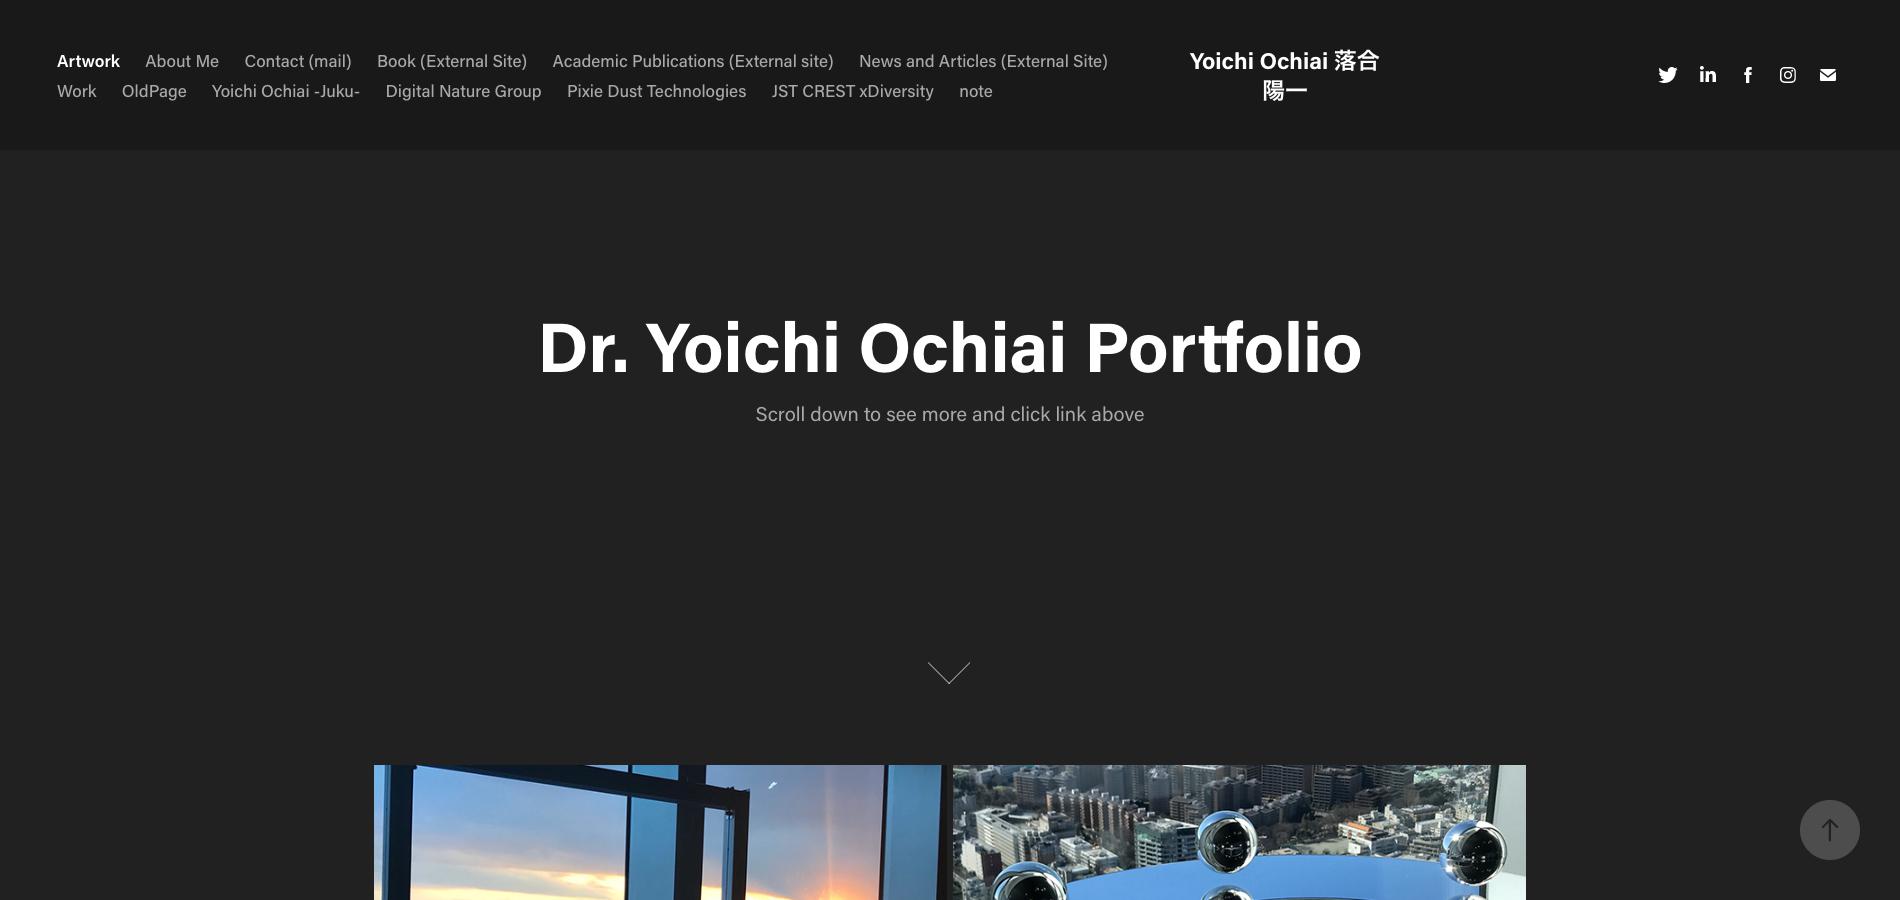 Artwork About Me Contact (mail) Book (External Site) Academic Publications (External site) News and Articles (External Site)
Work OldPage Yoichi Ochiai -Juku- Digital Nature Group Pixie Dust Technologies JST CREST xDiversity note
Yoichi Ochiai 落合
陽一
Dr. Yoichi Ochiai Portfolio
Scroll down to see more and click link above